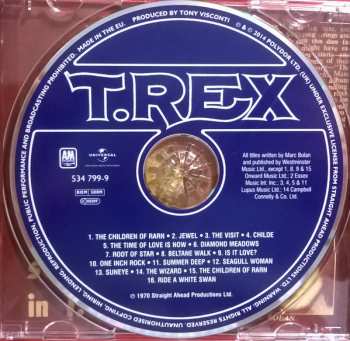 MADE IN THE EU. PRODUCED BY TONY VISCONTI ℗ & © 2014 POLYDOR LTD. (UK) UNDER EXCLUSIVE LICENSE FROM STRAIGHT AHEAD PRODUCTIONS LTD. WARNING: ALL RIGHTS RESERVED. UNAUTHORISED COPYING, HIRING, LENDING, REPRODUCTION, PUBLIC PERFORMANCE AND BROADCASTING PROHIBITED.
T.REX
A&M
UNIVERSAL
534 799-9
BIEM SDRM
All titles written by Marc Bolan
and published by Westminster
Music Ltd., except 1, 8, 9 & 15
Onward Music Ltd.; 2 Essex
Music Int. Inc.; 3, 4, 5 & 11
Lupus Music Ltd.; 14 Campbell
Connelly & Co. Ltd.
1. THE CHILDREN OF RARN · 2. JEWEL · 3. THE VISIT · 4. CHILDE
5. THE TIME OF LOVE IS NOW · 6. DIAMOND MEADOWS
7. ROOT OF STAR · 8. BELTANE WALK · 9. IS IT LOVE?
10. ONE INCH ROCK · 11. SUMMER DEEP · 12. SEAGULL WOMAN
13. SUNEYE · 14. THE WIZARD · 15. THE CHILDREN OF RARN
16. RIDE A WHITE SWAN
℗ 1970 Straight Ahead Productions Ltd.
in